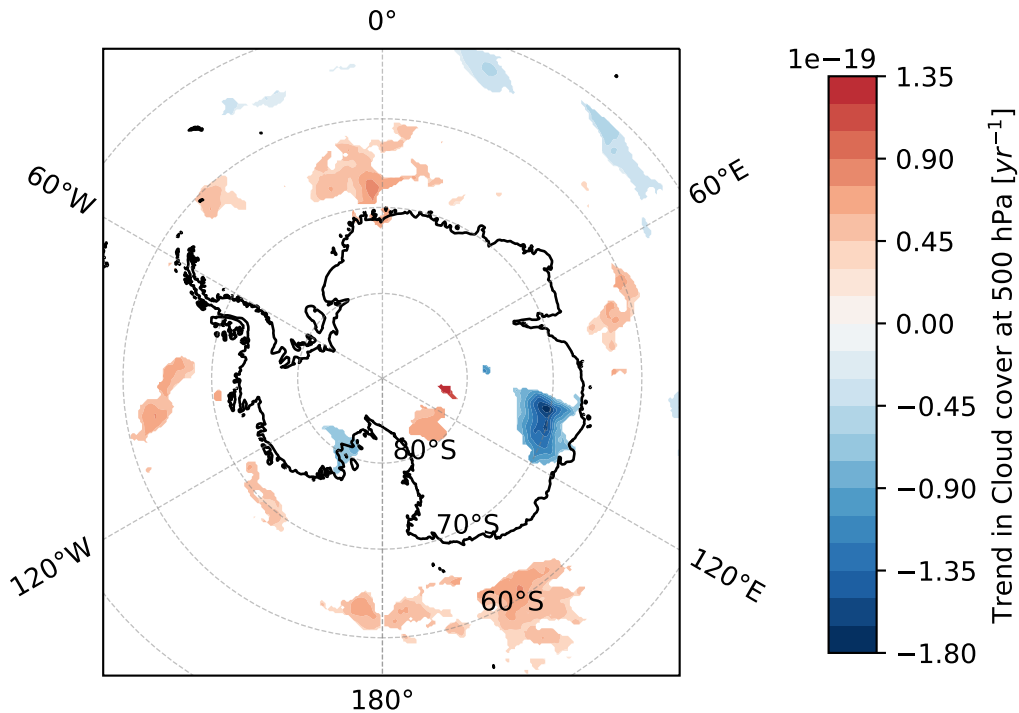 0°
1e−19
1.35
0.90
0.45
0.00
−0.45
−0.90
−1.35
−1.80
Trend in Cloud cover at 500 hPa [yr⁻¹]
60°W
60°E
80°S
70°S
60°S
120°W
120°E
180°